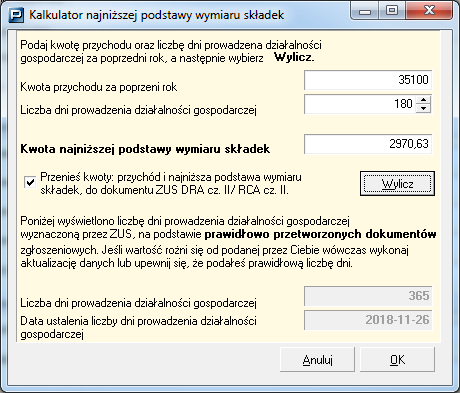 Kalkulator najniższej podstawy wymiaru składek
Podaj kwotę przychodu oraz liczbę dni prowadzena działalności
gospodarczej za poprzedni rok, a następnie wybierz Wylicz.
Kwota przychodu za poprzeni rok 35100
Liczba dni prowadzenia działalności gospodarczej 180
Kwota najniższej podstawy wymiaru składek 2970,63
Przenieś kwoty: przychód i najniższa podstawa wymiaru
składek, do dokumentu ZUS DRA cz. II/ RCA cz. II.
Wylicz
Poniżej wyświetlono liczbę dni prowadzenia działalności gospodarczej
wyznaczoną przez ZUS, na podstawie prawidłowo przetworzonych dokumentów
zgłoszeniowych. Jeśli wartość rożni się od podanej przez Ciebie wówczas wykonaj
aktualizację danych lub upewnij się, że podałeś prawidłową liczbę dni.
Liczba dni prowadzenia działalności gospodarczej 365
Data ustalenia liczby dni prowadzenia działalności 2018-11-26
gospodarczej
Anuluj OK